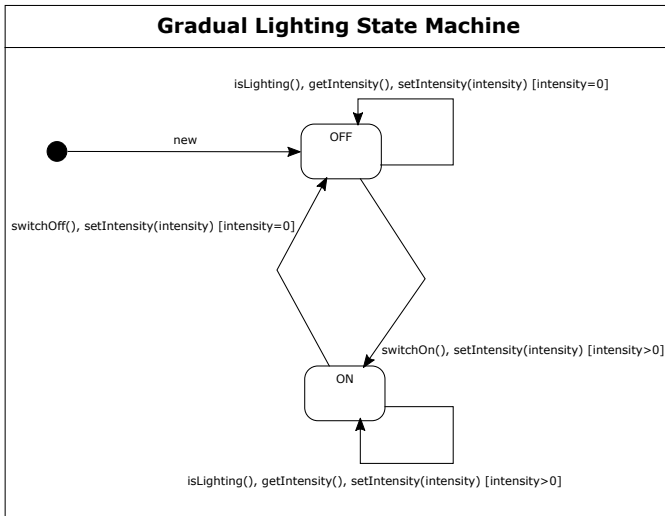 Gradual Lighting State Machine
isLighting(), getIntensity(), setIntensity(intensity) [intensity=0]
OFF
new
switchOff(), setIntensity(intensity) [intensity=0]
switchOn(), setIntensity(intensity) [intensity>0]
ON
isLighting(), getIntensity(), setIntensity(intensity) [intensity>0]